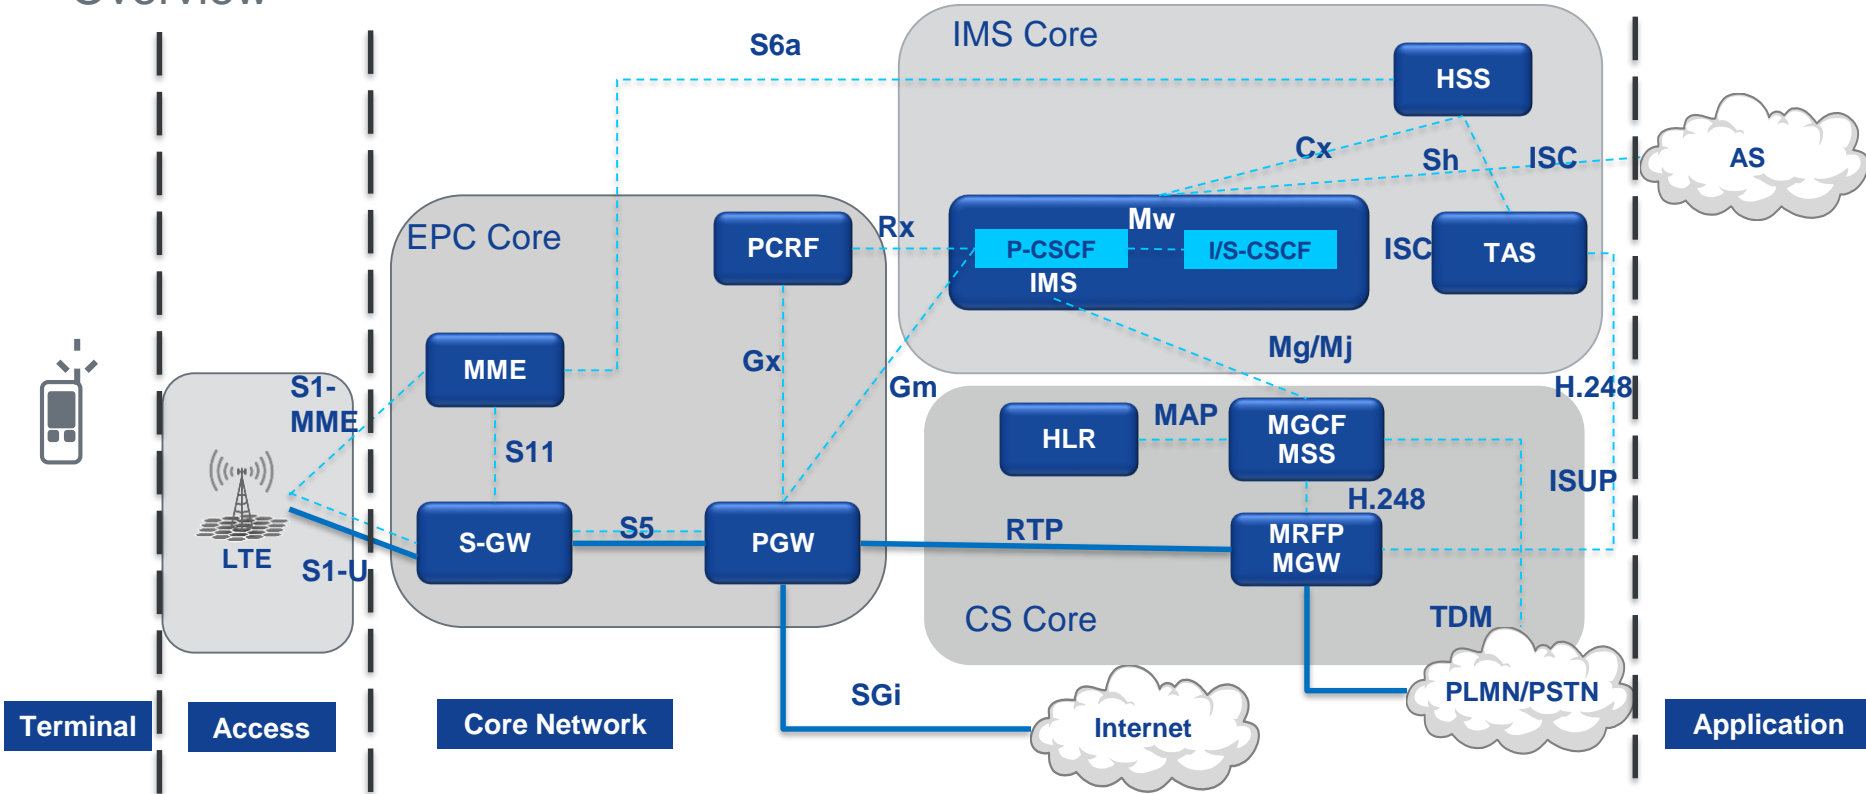 Overview
IMS Core
S6a
HSS
Cx
Sh
ISC
AS
EPC Core
PCRF
Rx
Mw
P-CSCF
I/S-CSCF
IMS
ISC
TAS
MME
Gx
Gm
Mg/Mj
S1-
MME
H.248
S11
HLR
MAP
MGCF
MSS
H.248
ISUP
LTE
S1-U
S-GW
S5
PGW
RTP
MRFP
MGW
CS Core
TDM
PLMN/PSTN
SGi
Internet
Terminal
Access
Core Network
Application